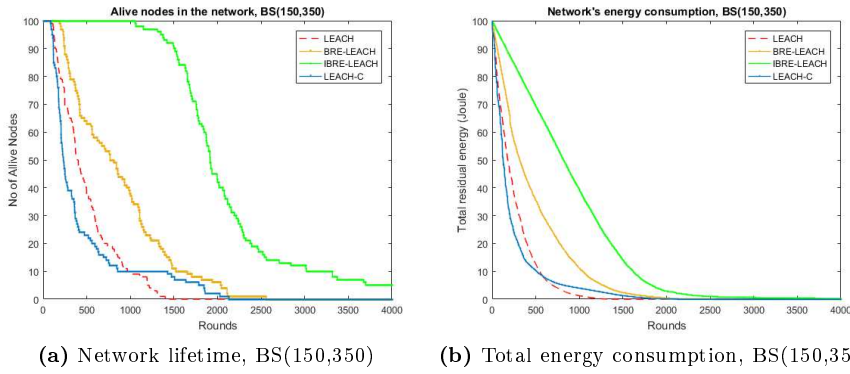 Alive nodes in the network, BS(150,350)
100
90
80
70
60
50
40
30
20
10
0
No of Allive Nodes
LEACH
BRE-LEACH
IBRE-LEACH
LEACH-C
0 500 1000 1500 2000 2500 3000 3500 4000
Rounds
(a) Network lifetime, BS(150,350)
Network's energy consumption, BS(150,350)
100
90
80
70
60
50
40
30
20
10
0
Total residual energy (Joule)
LEACH
BRE-LEACH
IBRE-LEACH
LEACH-C
0 500 1000 1500 2000 2500 3000 3500 4000
Rounds
(b) Total energy consumption, BS(150,35